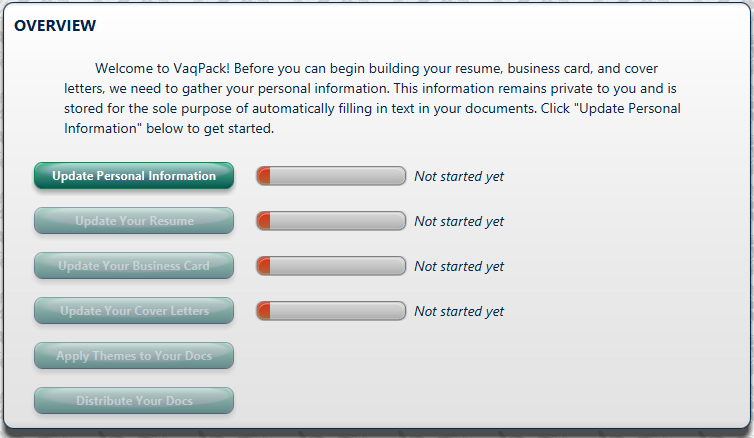 OVERVIEW
Welcome to VaqPack! Before you can begin building your resume, business card, and cover
letters, we need to gather your personal information. This information remains private to you and is
stored for the sole purpose of automatically filling in text in your documents. Click "Update Personal
Information" below to get started.
Update Personal Information Not started yet
Update Your Resume Not started yet
Update Your Business Card Not started yet
Update Your Cover Letters Not started yet
Apply Themes to Your Docs
Distribute Your Docs